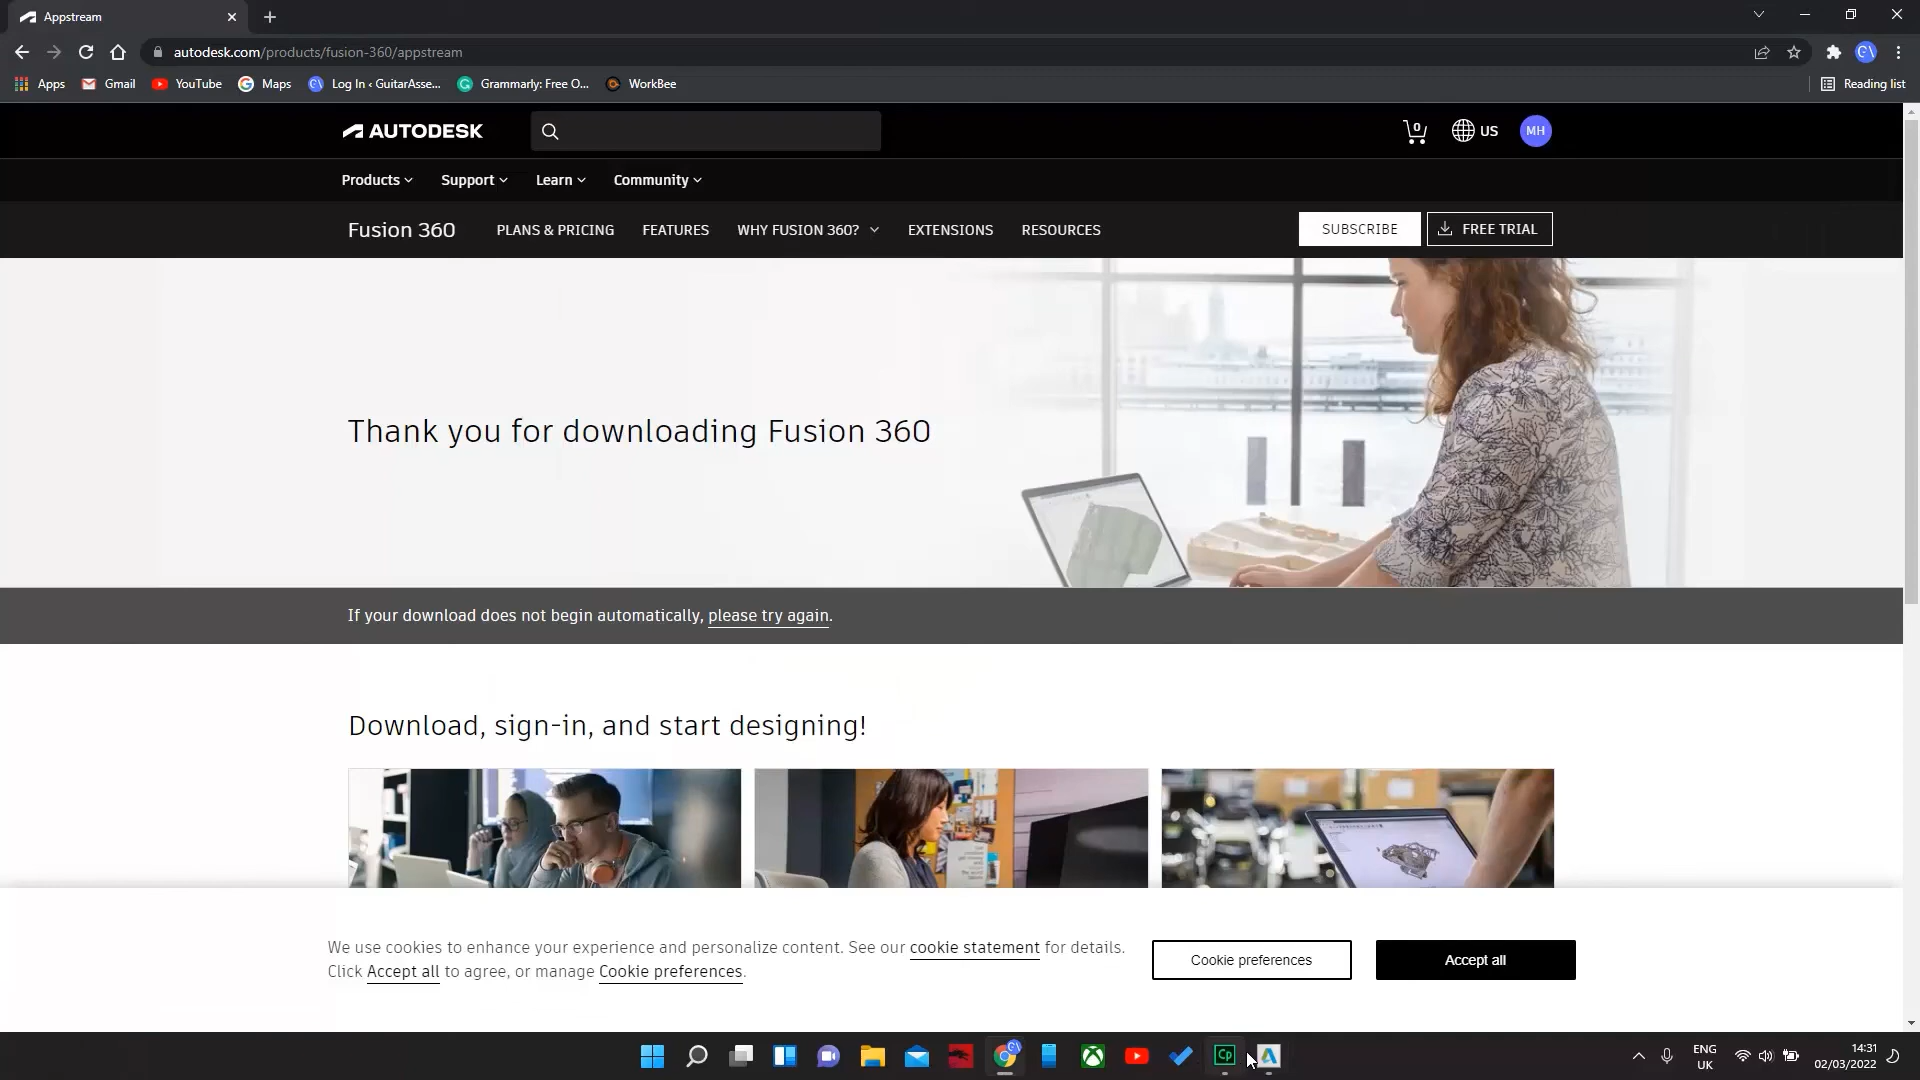 Appstream
autodesk.com/products/fusion-360/appstream
Apps Gmail YouTube Maps Log In ‹ GuitarAsse... Grammarly: Free O... WorkBee Reading list
AUTODESK 0 US MH
Products Support Learn Community
Fusion 360 PLANS & PRICING FEATURES WHY FUSION 360? EXTENSIONS RESOURCES SUBSCRIBE FREE TRIAL
Thank you for downloading Fusion 360
If your download does not begin automatically, please try again.
Download, sign-in, and start designing!
We use cookies to enhance your experience and personalize content. See our cookie statement for details.
Click Accept all to agree, or manage Cookie preferences.
Cookie preferences
Accept all
Cp
ENG
UK
14:31
02/03/2022